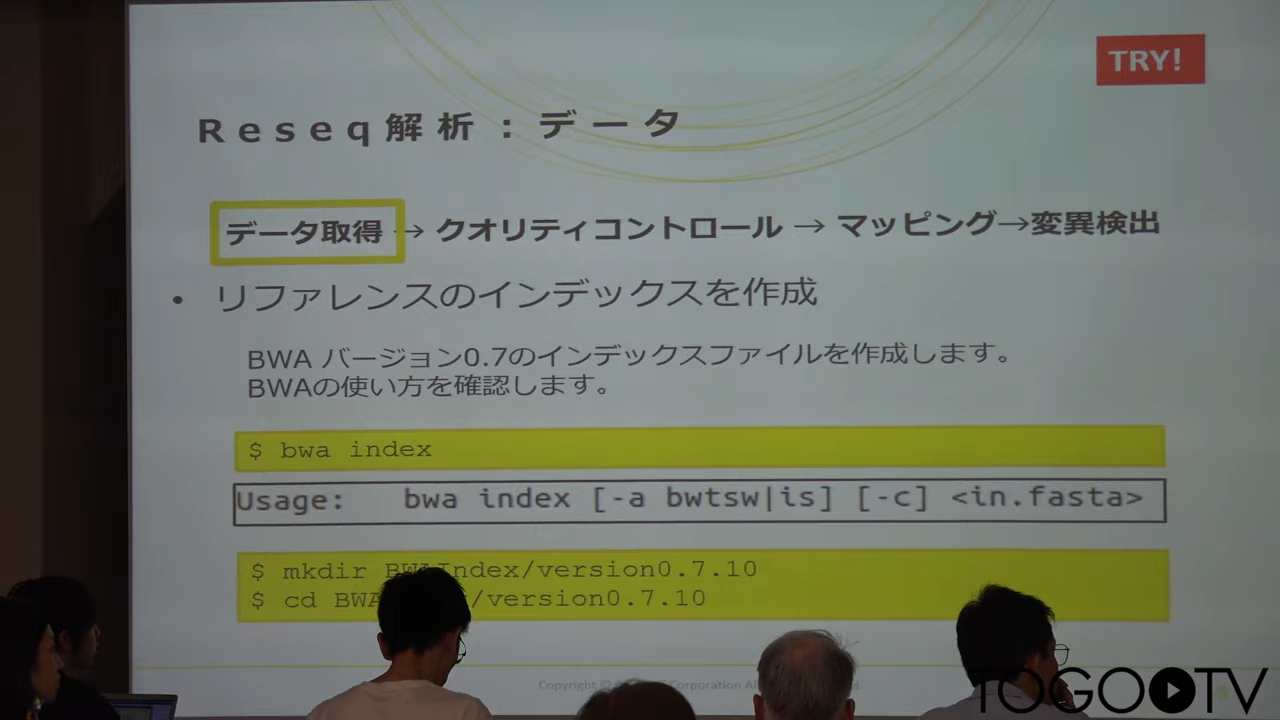 TRY!
Reseq解析：データ
データ取得→ クオリティコントロール → マッピング→変異検出
• リファレンスのインデックスを作成
BWA バージョン0.7のインデックスファイルを作成します。
BWAの使い方を確認します。
$ bwa index
Usage: bwa index [-a bwtsw|is] [-c] <in.fasta>
$ mkdir BWAIndex/version0.7.10
$ cd BWA /version0.7.10
Copyright © Corporation
TOGOTV